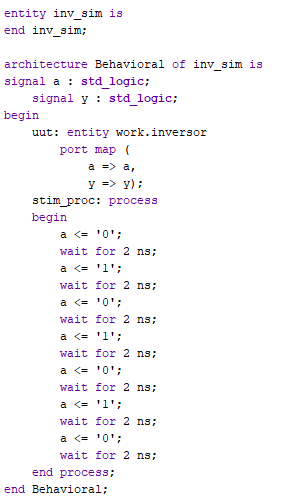 entity inv_sim is
end inv_sim;

architecture Behavioral of inv_sim is
signal a : std_logic;
    signal y : std_logic;
begin
    uut: entity work.inversor
        port map (
            a => a,
            y => y);
    stim_proc: process
    begin
        a <= '0';
        wait for 2 ns;
        a <= '1';
        wait for 2 ns;
        a <= '0';
        wait for 2 ns;
        a <= '1';
        wait for 2 ns;
        a <= '0';
        wait for 2 ns;
        a <= '1';
        wait for 2 ns;
        a <= '0';
        wait for 2 ns;
    end process;
end Behavioral;